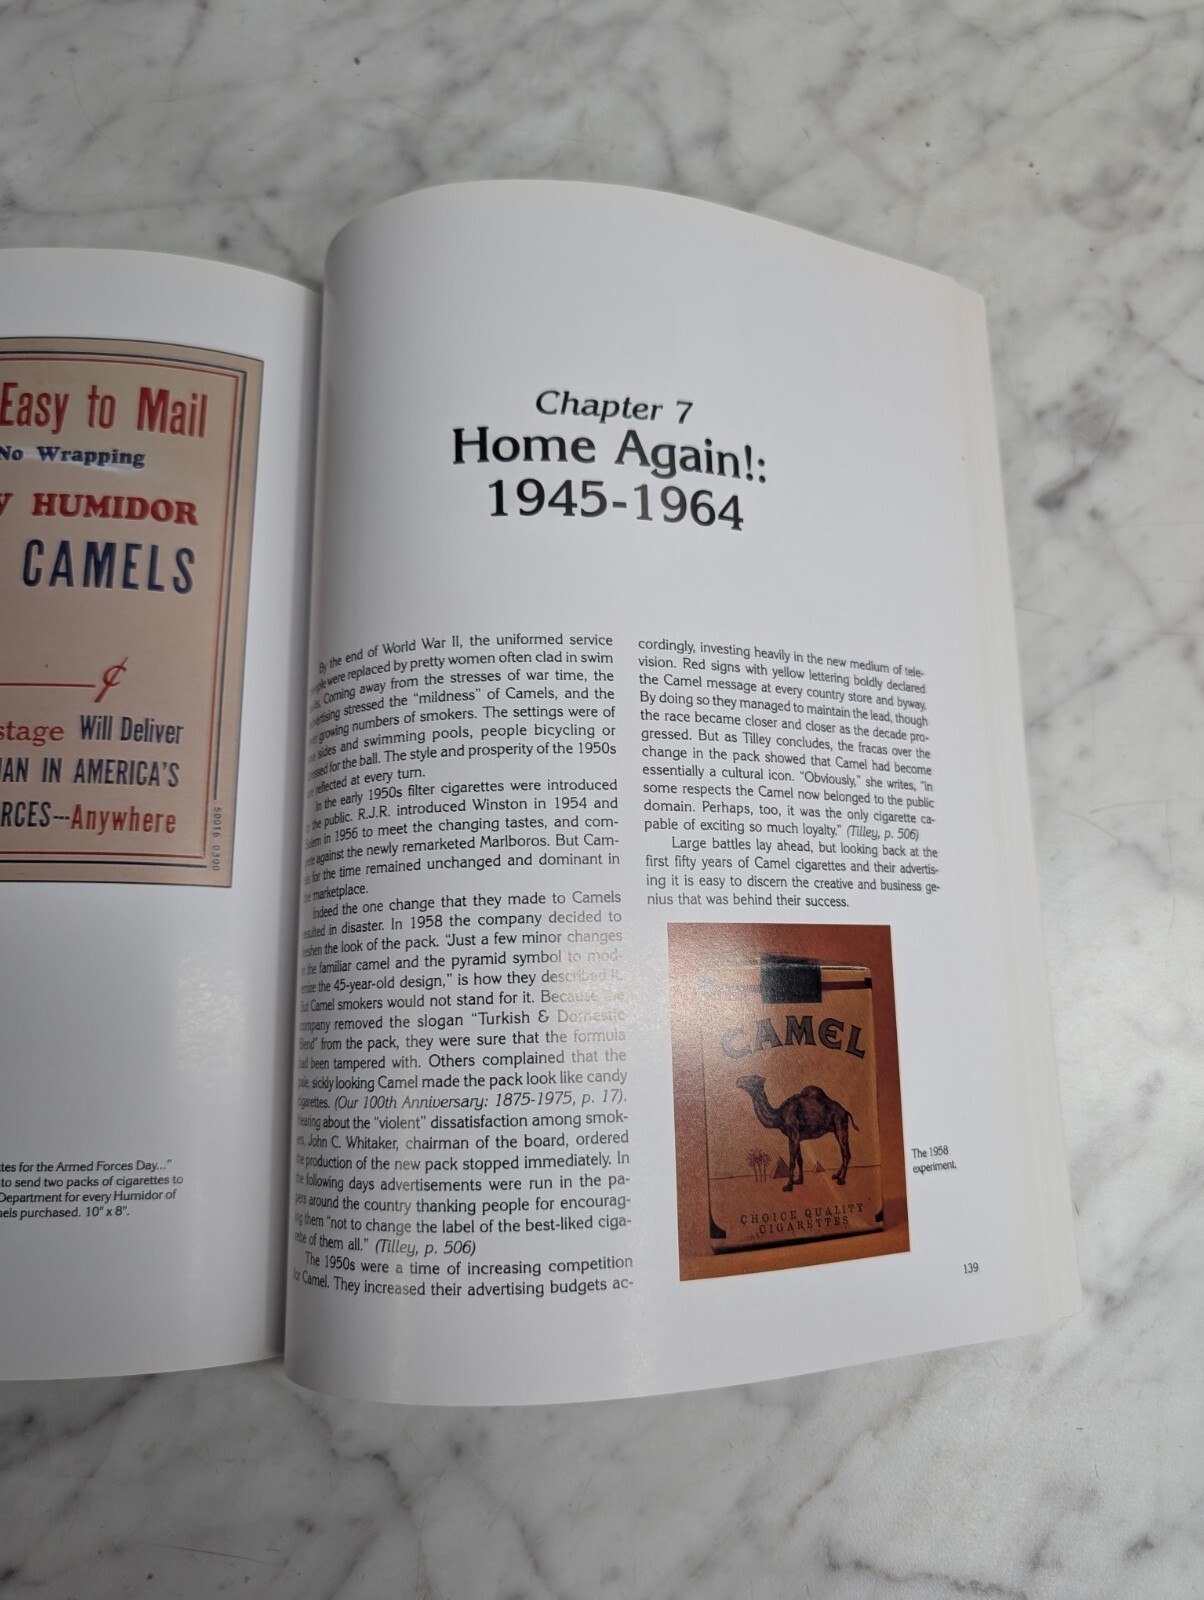 Easy to Mail
No Wrapping
HUMIDOR
CAMELS
¢
Will Deliver
IN AMERICA'S
Anywhere
50016 0300
Day..."
to send two packs of cigarettes to
Department for every Humidor of
purchased. 10" x 8".
Chapter 7
Home Again!:
1945-1964
By the end of World War II, the uniformed service
were replaced by pretty women often clad in swim
Coming away from the stresses of war time, the
stressed the "mildness" of Camels, and the
growing numbers of smokers. The settings were of
sides and swimming pools, people bicycling or
for the ball. The style and prosperity of the 1950s
reflected at every turn.
In the early 1950s filter cigarettes were introduced
the public. R.J.R. introduced Winston in 1954 and
in 1956 to meet the changing tastes, and com-
against the newly remarketed Marlboros. But Cam-
for the time remained unchanged and dominant in
marketplace.
Indeed the one change that they made to Camels
in disaster. In 1958 the company decided to
the look of the pack. "Just a few minor changes
the familiar camel and the pyramid symbol to mod-
the 45-year-old design," is how they described it.
But Camel smokers would not stand for it. Because the
removed the slogan "Turkish & Domestic
from the pack, they were sure that the formula
been tampered with. Others complained that the
sickly looking Camel made the pack look like candy
(Our 100th Anniversary: 1875-1975, p. 17).
about the "violent" dissatisfaction among smok-
John C. Whitaker, chairman of the board, ordered
production of the new pack stopped immediately. In
following days advertisements were run in the pa-
around the country thanking people for encourag-
them "not to change the label of the best-liked ciga-
of them all." (Tilley, p. 506)
The 1950s were a time of increasing competition
for Camel. They increased their advertising budgets ac-
cordingly, investing heavily in the new medium of tele-
vision. Red signs with yellow lettering boldly declared
the Camel message at every country store and byway.
By doing so they managed to maintain the lead, though
the race became closer and closer as the decade pro-
gressed. But as Tilley concludes, the fracas over the
change in the pack showed that Camel had become
essentially a cultural icon. "Obviously," she writes, "in
some respects the Camel now belonged to the public
domain. Perhaps, too, it was the only cigarette ca-
pable of exciting so much loyalty." (Tilley, p. 506)
Large battles lay ahead, but looking back at the
first fifty years of Camel cigarettes and their advertis-
ing it is easy to discern the creative and business ge-
nius that was behind their success.
CAMEL
CHOICE QUALITY
CIGARETTES
The 1958
experiment.
139